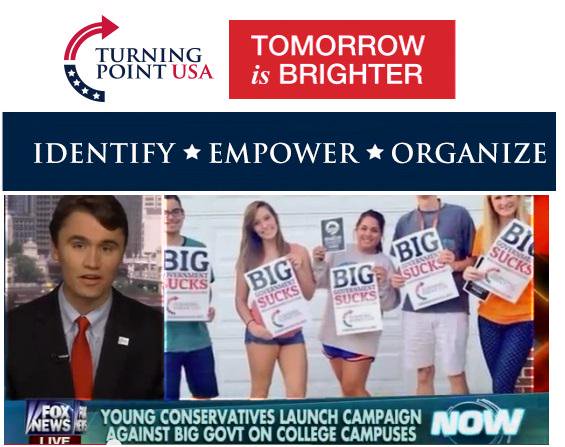 TURNING
POINT USA
TOMORROW
is BRIGHTER
IDENTIFY ★ EMPOWER ★ ORGANIZE
BIG
GOVERNMENT
SUCKS
BIG
GOVERNMENT
SUCKS
BIG
GOVERNMENT
SUCKS
BIG
GOVERNMENT
SUCKS
BIG
GOVERNMENT
SUCKS
FOX
NEWS
LIVE
YOUNG CONSERVATIVES LAUNCH CAMPAIGN
AGAINST BIG GOVT ON COLLEGE CAMPUSES
NOW